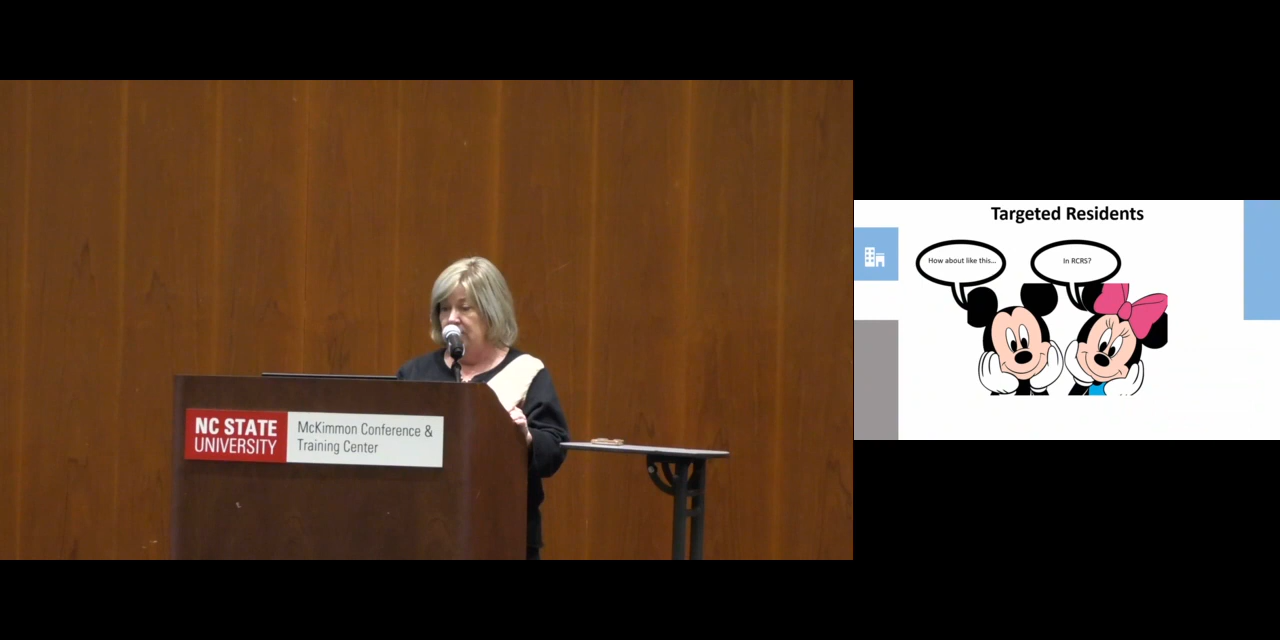 NC STATE
UNIVERSITY
McKimmon Conference &
Training Center
Targeted Residents
How about like this...
In RCRS?